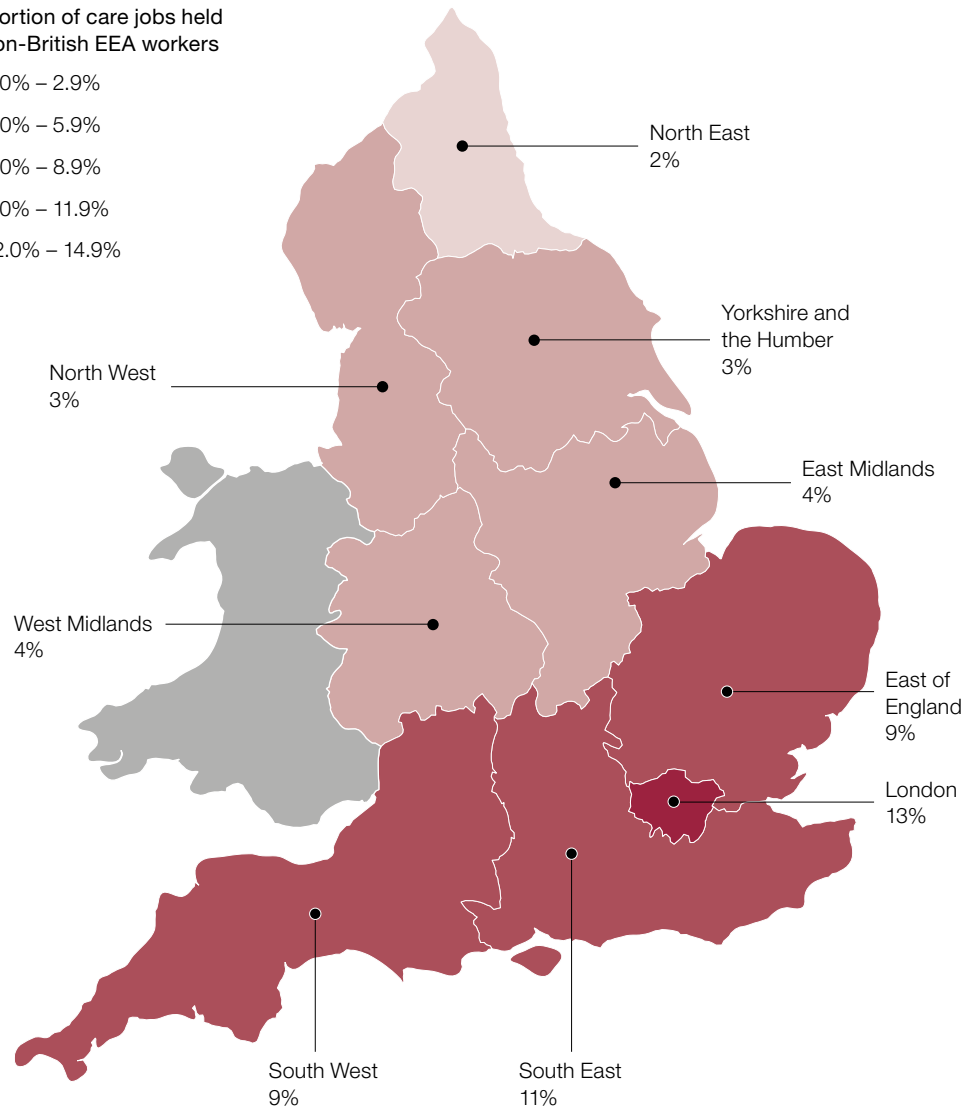 ortion of care jobs held
on-British EEA workers
0% – 2.9%
0% – 5.9%
0% – 8.9%
0% – 11.9%
2.0% – 14.9%
North East
2%
Yorkshire and
the Humber
3%
North West
3%
East Midlands
4%
West Midlands
4%
East of
England
9%
London
13%
South West
9%
South East
11%